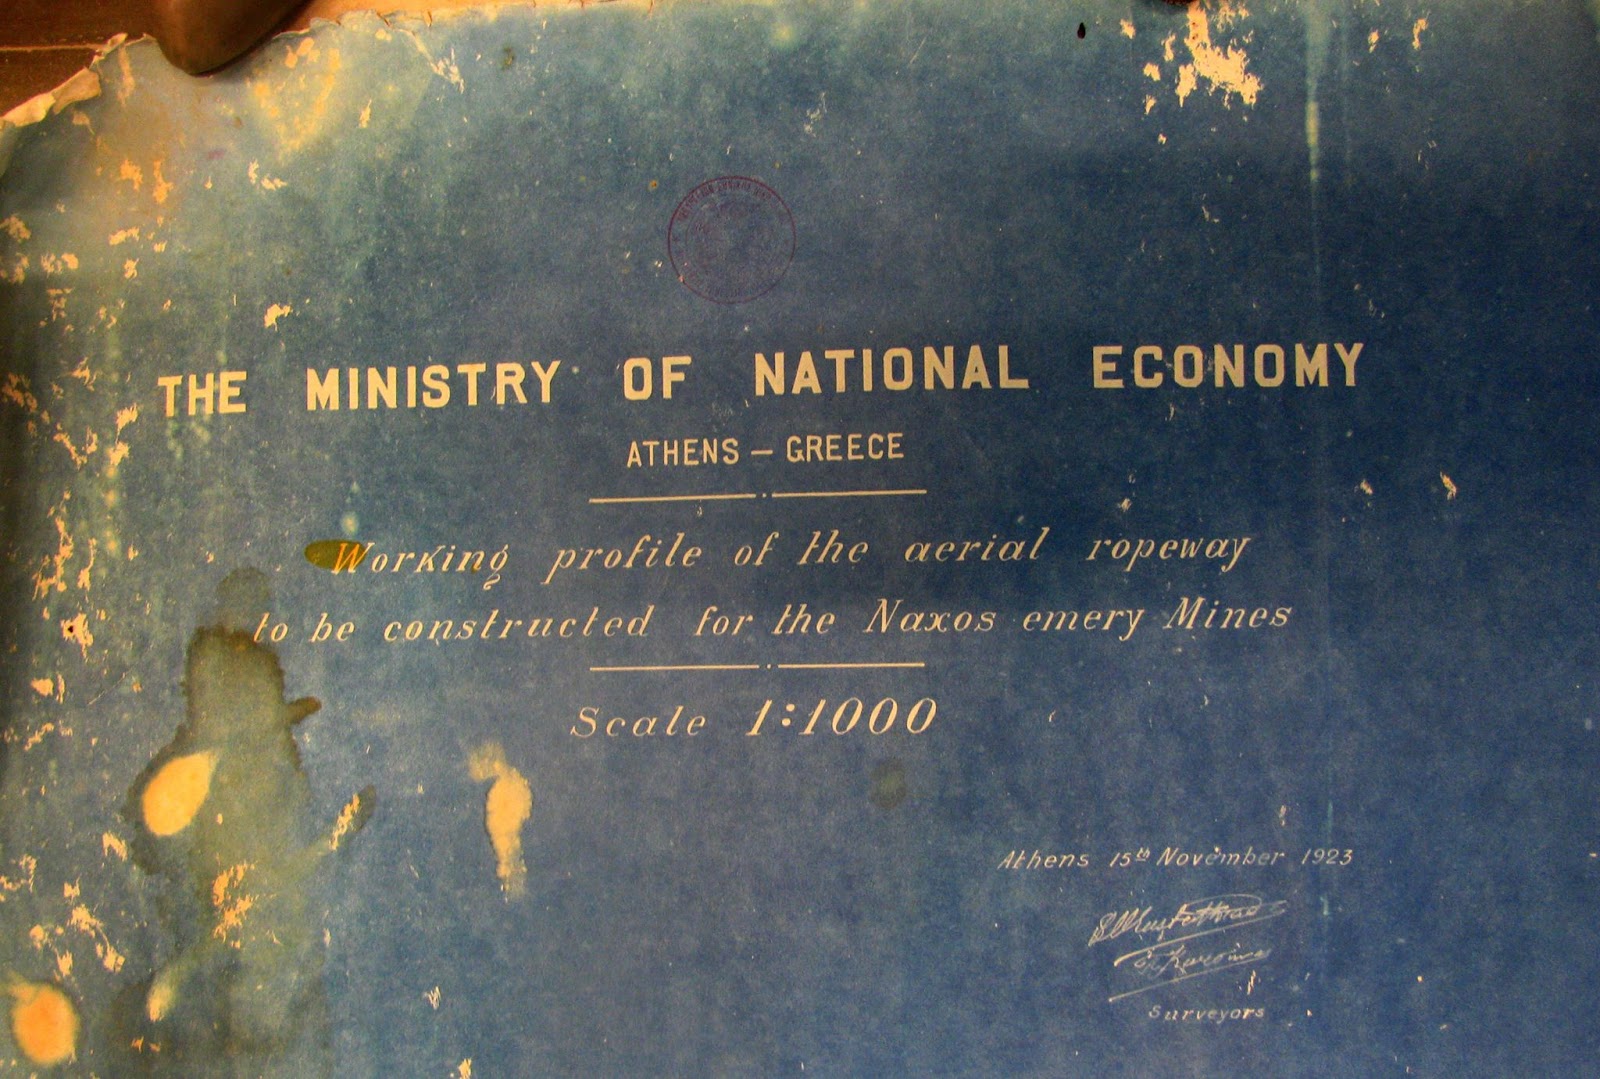 THE MINISTRY OF NATIONAL ECONOMY
ATHENS – GREECE
Working profile of the aerial ropeway
to be constructed for the Naxos emery Mines
Scale 1:1000
Athens 15th November 1923
Surveyors